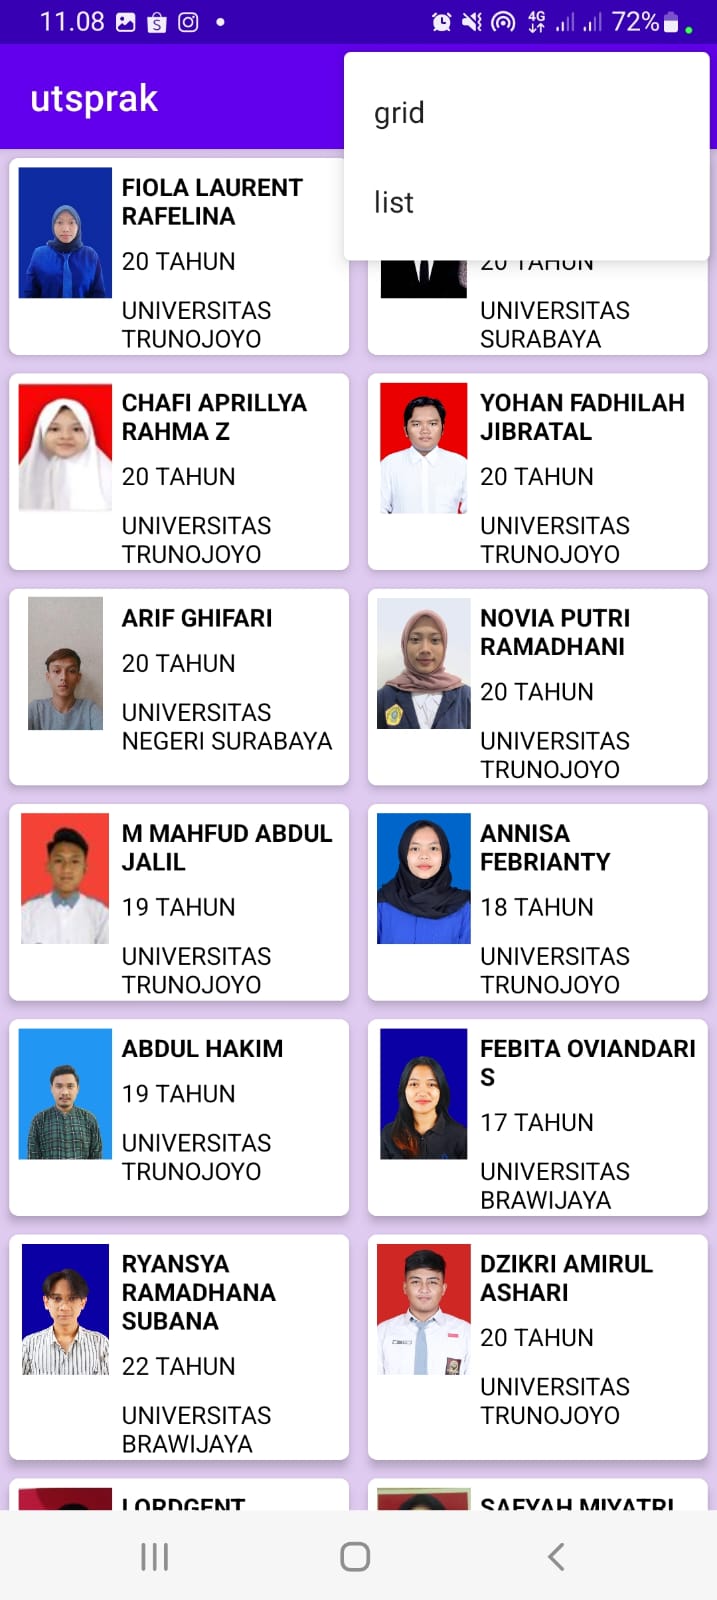 11.08
4G
72%
utsprak
grid
list
FIOLA LAURENT
RAFELINA
20 TAHUN
UNIVERSITAS
TRUNOJOYO
20 TAHUN
UNIVERSITAS
SURABAYA
CHAFI APRILLYA
RAHMA Z
20 TAHUN
UNIVERSITAS
TRUNOJOYO
YOHAN FADHILAH
JIBRATAL
20 TAHUN
UNIVERSITAS
TRUNOJOYO
ARIF GHIFARI
20 TAHUN
UNIVERSITAS
NEGERI SURABAYA
NOVIA PUTRI
RAMADHANI
20 TAHUN
UNIVERSITAS
TRUNOJOYO
M MAHFUD ABDUL
JALIL
19 TAHUN
UNIVERSITAS
TRUNOJOYO
ANNISA
FEBRIANTY
18 TAHUN
UNIVERSITAS
TRUNOJOYO
ABDUL HAKIM
19 TAHUN
UNIVERSITAS
TRUNOJOYO
FEBITA OVIANDARI
S
17 TAHUN
UNIVERSITAS
BRAWIJAYA
RYANSYA
RAMADHANA
SUBANA
22 TAHUN
UNIVERSITAS
BRAWIJAYA
DZIKRI AMIRUL
ASHARI
20 TAHUN
UNIVERSITAS
TRUNOJOYO
LORDGENT
SAFYAH MIYATRI